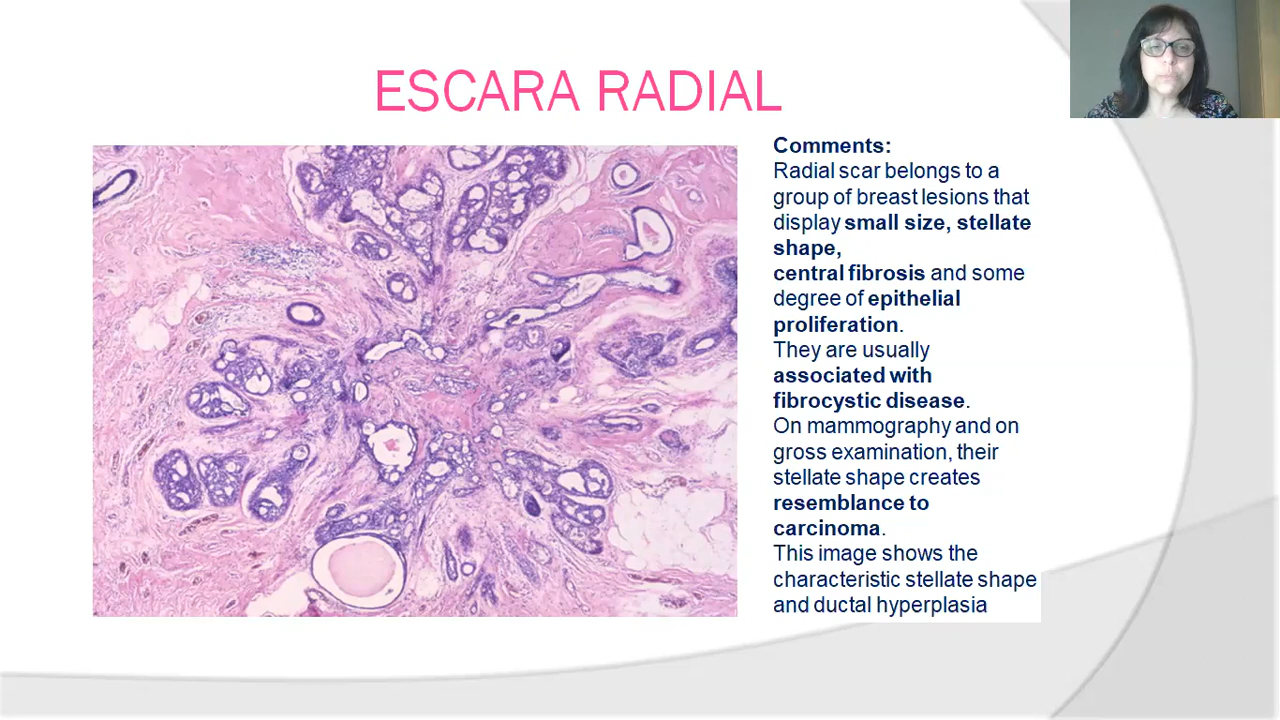 ESCARA RADIAL
Comments:
Radial scar belongs to a
group of breast lesions that
display small size, stellate
shape,
central fibrosis and some
degree of epithelial
proliferation.
They are usually
associated with
fibrocystic disease.
On mammography and on
gross examination, their
stellate shape creates
resemblance to
carcinoma.
This image shows the
characteristic stellate shape
and ductal hyperplasia